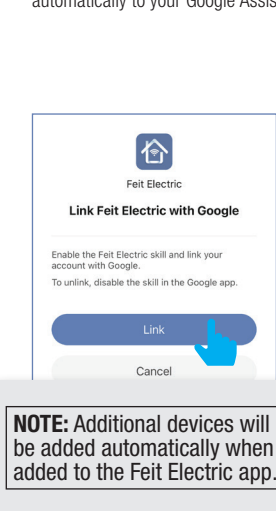 automatically to your Google Assis
Feit Electric
Link Feit Electric with Google
Enable the Feit Electric skill and link your
account with Google.
To unlink, disable the skill in the Google app.
Link
Cancel
NOTE: Additional devices will
be added automatically when
added to the Feit Electric app.